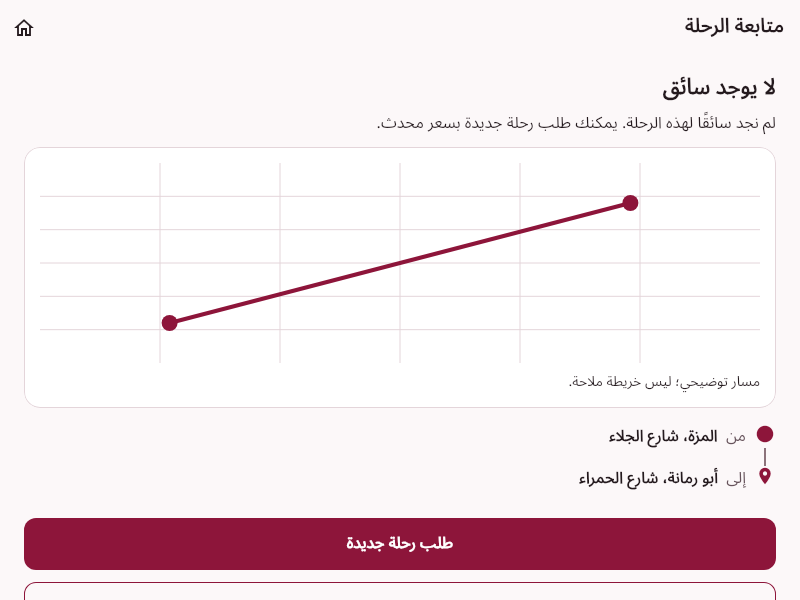 متابعة الرحلة
لا يوجد سائق
لم نجد سائقًا لهذه الرحلة. يمكنك طلب رحلة جديدة بسعر محدث.
مسار توضيحي؛ ليس خريطة ملاحة.
من المزة، شارع الجلاء
إلى أبو رمانة، شارع الحمراء
طلب رحلة جديدة